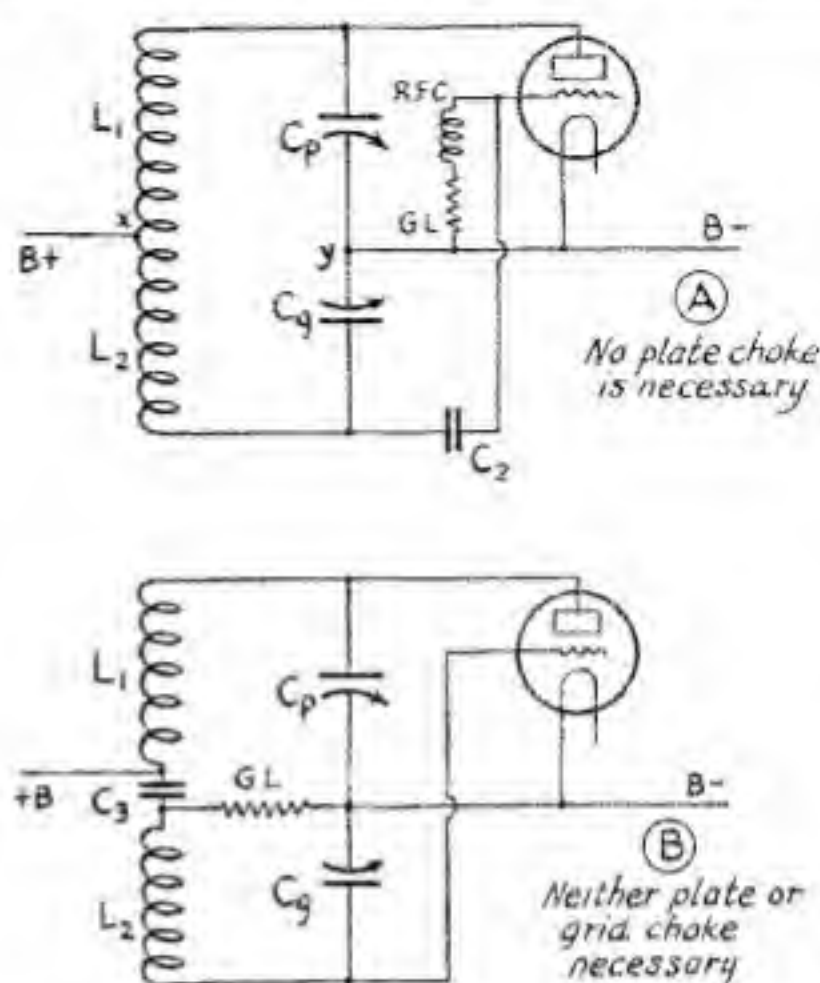 L1
Cp
RFC
GL
x
B+
y
B-
Cg
L2
A
No plate choke
is necessary
C2
L1
Cp
GL
+B
C3
B-
B
L2
Cg
Neither plate or
grid choke
necessary